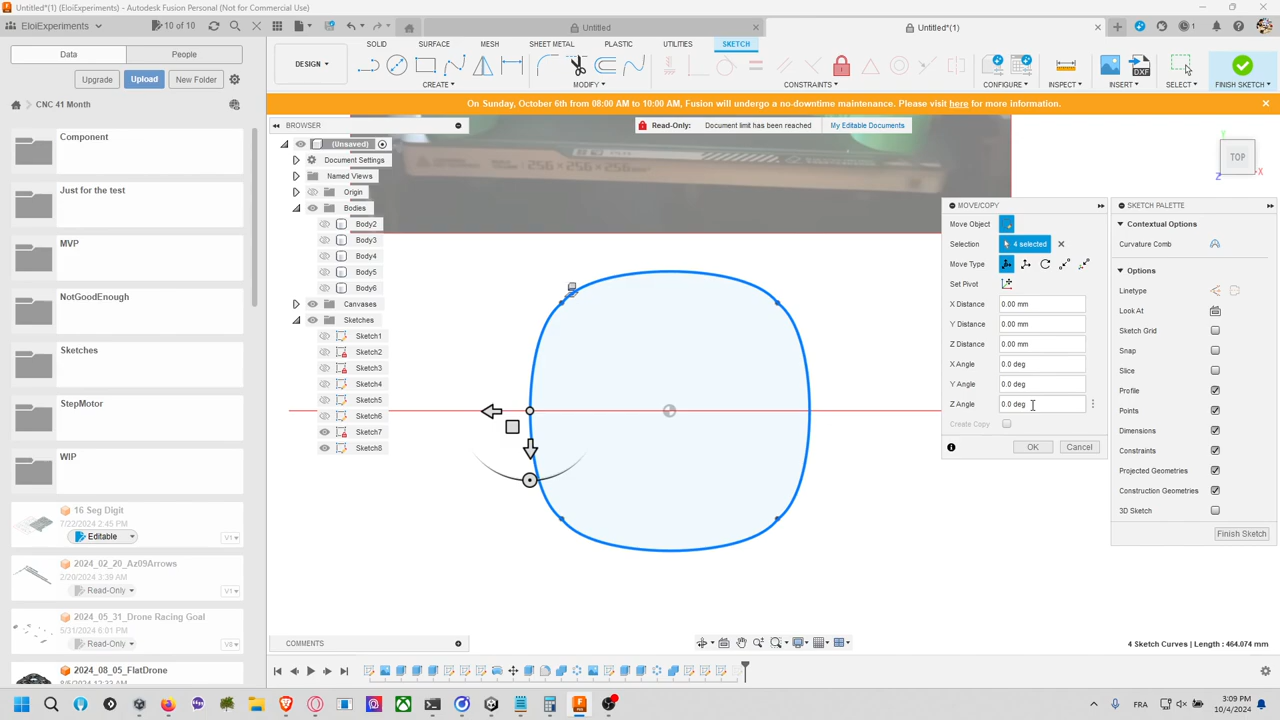 Untitled*(1) (EloiExperiments) - Autodesk Fusion Personal (Not for Commercial Use)
EloiExperiments 10 of 10 Untitled Untitled*(1) 1
Data People
Upgrade Upload New Folder
CNC 41 Month
Component
Just for the test
MVP
NotGoodEnough
Sketches
StepMotor
WIP
16 Seg Digit
7/22/2024 2:45 PM
Editable V1
2024_02_20_Az09Arrows
2/20/2024 3:39 AM
Read-Only V1
2024_05_31_Drone Racing Goal
5/31/2024 6:01 PM
Read-Only V8
2024_08_05_FlatDrone
SOLID SURFACE MESH SHEET METAL PLASTIC UTILITIES SKETCH
DESIGN
CREATE MODIFY CONSTRAINTS CONFIGURE INSPECT INSERT SELECT FINISH SKETCH
DXF
On Sunday, October 6th from 08:00 AM to 10:00 AM, Fusion will undergo a no-downtime maintenance. Please visit here for more information.
BROWSER
Read-Only: Document limit has been reached My Editable Documents
(Unsaved)
Document Settings
Named Views
Origin
Bodies
Body2
Body3
Body4
Body5
Body6
Canvases
Sketches
Sketch1
Sketch2
Sketch3
Sketch4
Sketch5
Sketch6
Sketch7
Sketch8
256×256×256
Y
TOP
Z X
MOVE/COPY
Move Object
Selection 4 selected
Move Type
Set Pivot
X Distance 0.00 mm
Y Distance 0.00 mm
Z Distance 0.00 mm
X Angle 0.0 deg
Y Angle 0.0 deg
Z Angle 0.0 deg
Create Copy
OK Cancel
SKETCH PALETTE
Contextual Options
Curvature Comb
Options
Linetype
Look At
Sketch Grid
Snap
Slice
Profile
Points
Dimensions
Constraints
Projected Geometries
Construction Geometries
3D Sketch
Finish Sketch
COMMENTS
4 Sketch Curves | Length : 464.074 mm
FRA
3:09 PM
10/4/2024